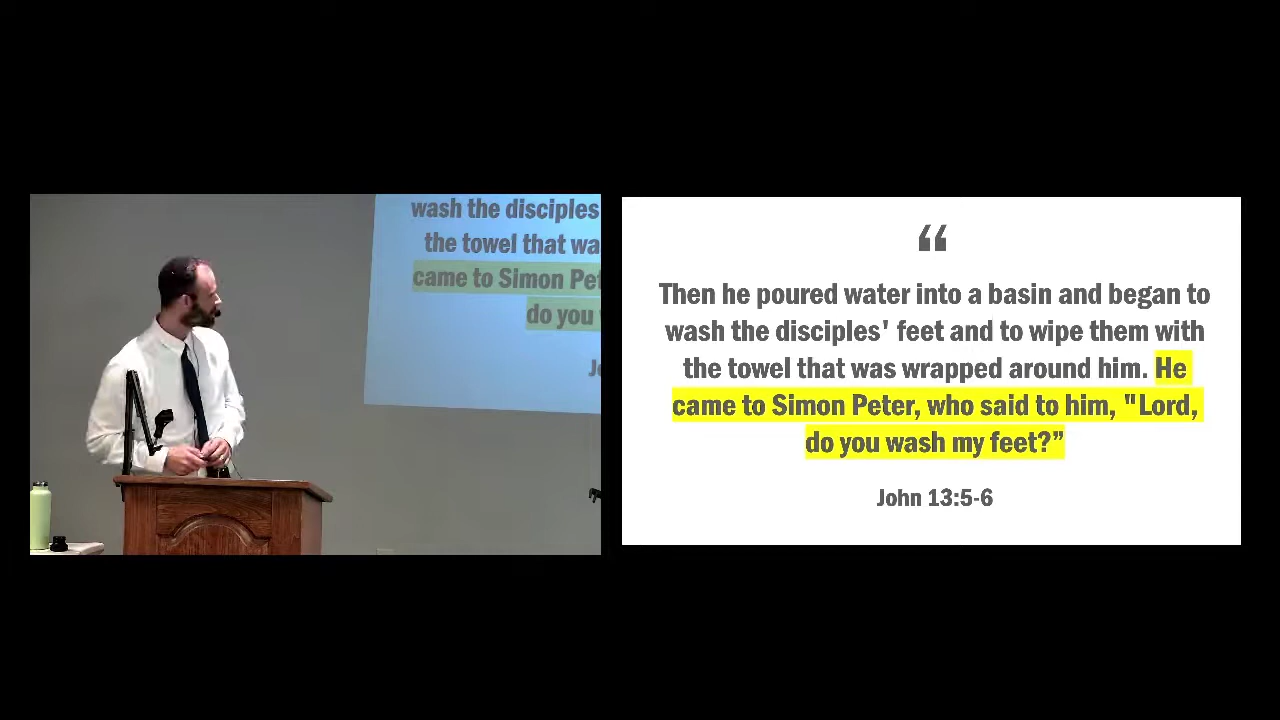 wash the disciples
the towel that wa
came to Simon Pet
do you
“
Then he poured water into a basin and began to
wash the disciples' feet and to wipe them with
the towel that was wrapped around him. He
came to Simon Peter, who said to him, "Lord,
do you wash my feet?”
John 13:5-6